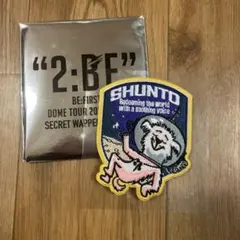 "2:BE"
BE:FIRST
DOME TOUR 20
SECRET WAPPEN
SHUNTO
Welcoming the world
with a soothing voice